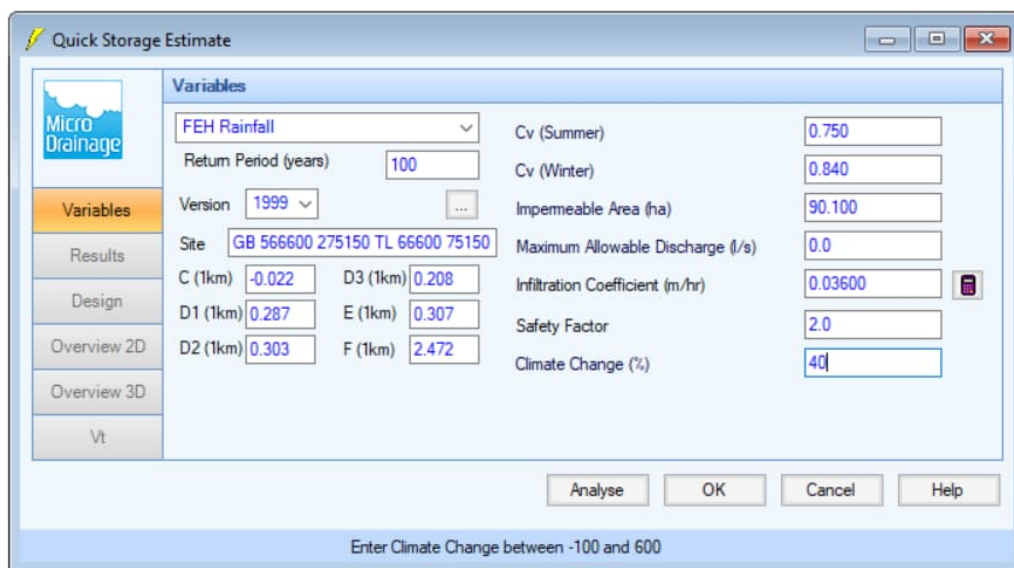 Quick Storage Estimate
Micro
Drainage
Variables
Results
Design
Overview 2D
Overview 3D
Vt
Variables
FEH Rainfall
Return Period (years) 100
Version 1999 ...
Site GB 566600 275150 TL 66600 75150
C (1km) -0.022 D3 (1km) 0.208
D1 (1km) 0.287 E (1km) 0.307
D2 (1km) 0.303 F (1km) 2.472
Cv (Summer) 0.750
Cv (Winter) 0.840
Impermeable Area (ha) 90.100
Maximum Allowable Discharge (l/s) 0.0
Infiltration Coefficient (m/hr) 0.03600
Safety Factor 2.0
Climate Change (%) 40
Analyse OK Cancel Help
Enter Climate Change between -100 and 600